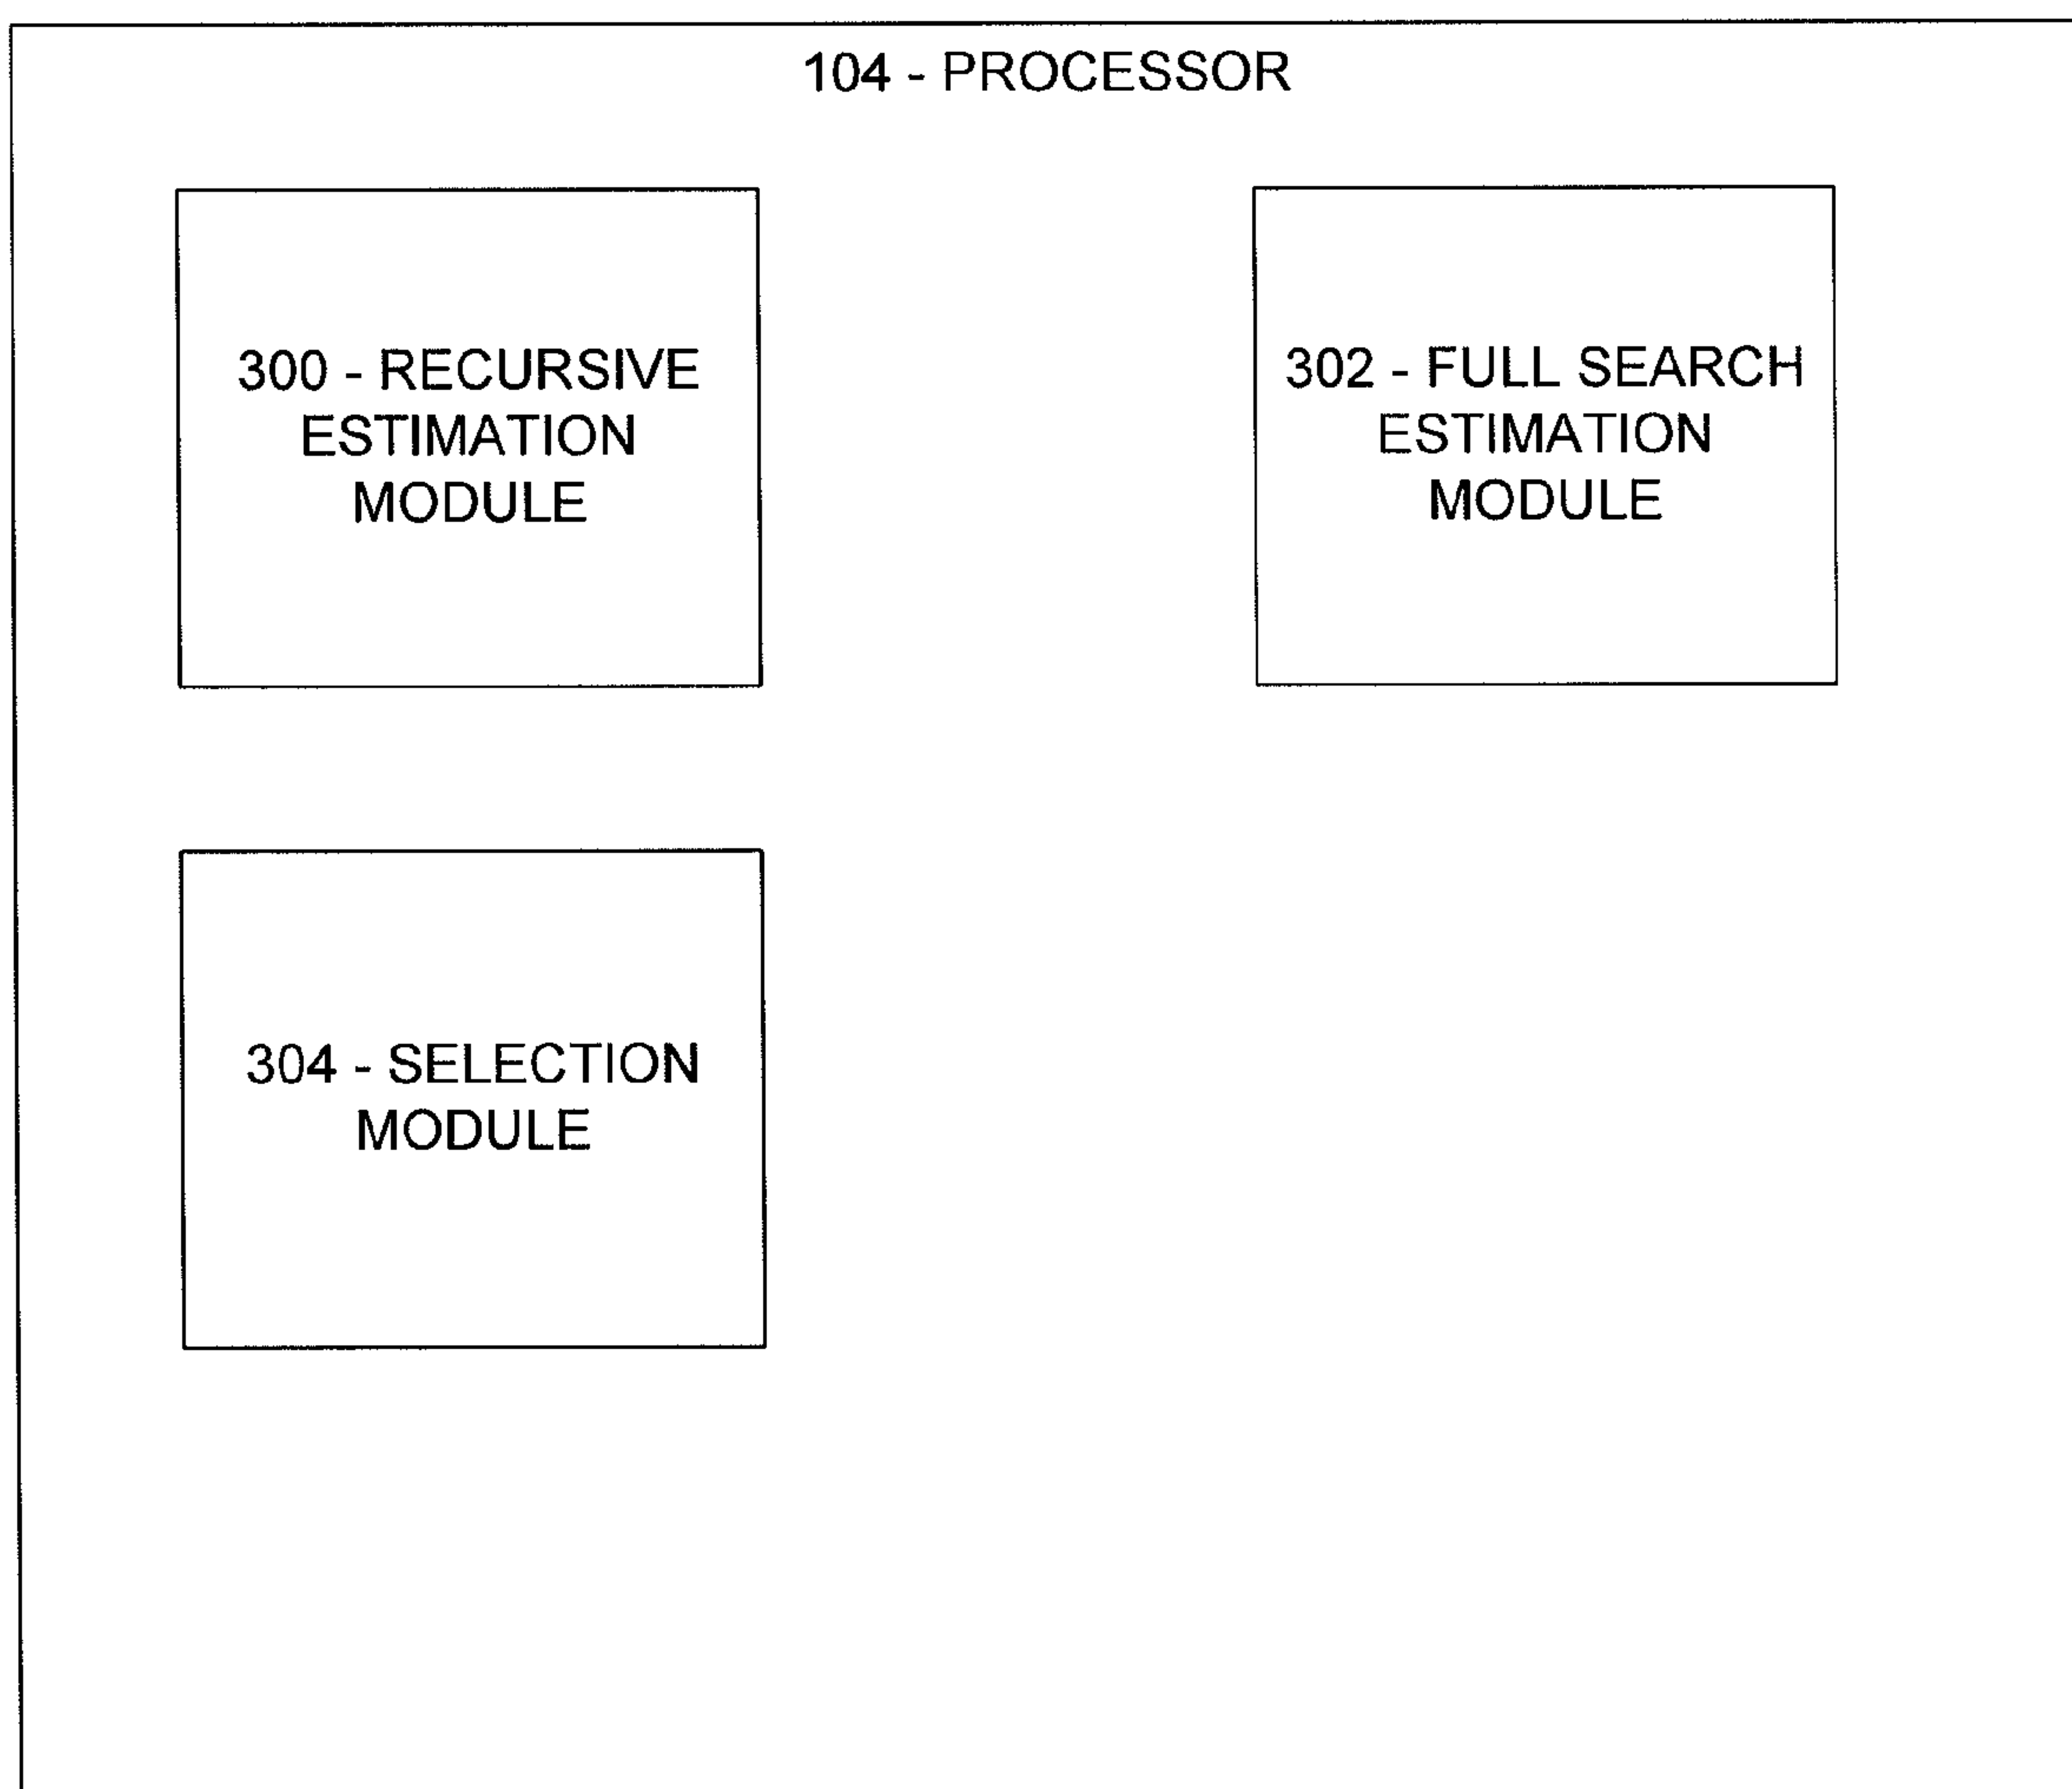 104 - PROCESSOR
300 - RECURSIVE
ESTIMATION
MODULE
302 - FULL SEARCH
ESTIMATION
MODULE
304 - SELECTION
MODULE